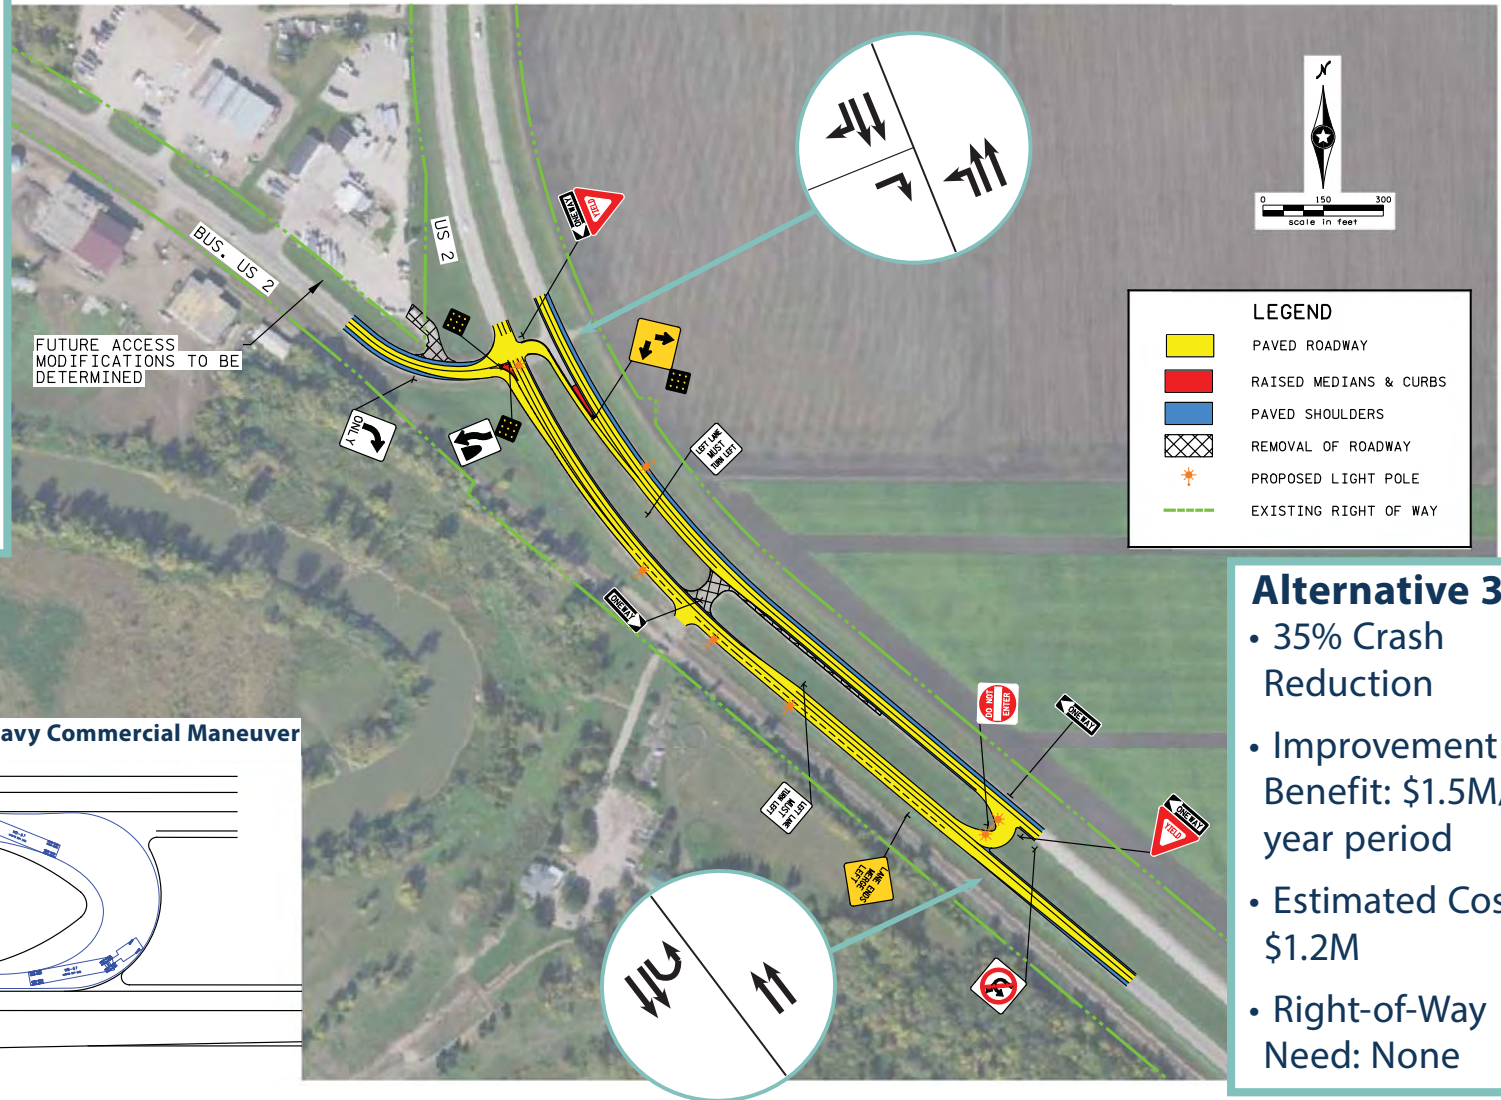 N
0 150 300
scale in feet
ONE WAY
YIELD
US 2
BUS. US 2
FUTURE ACCESS
MODIFICATIONS TO BE
DETERMINED
LEGEND
PAVED ROADWAY
RAISED MEDIANS & CURBS
PAVED SHOULDERS
REMOVAL OF ROADWAY
PROPOSED LIGHT POLE
EXISTING RIGHT OF WAY
ONLY
LEFT LANE
MUST
TURN LEFT
ONE WAY
DO NOT
ENTER
ONE WAY
LEFT LANE
MUST
TURN LEFT
ONE WAY
YIELD
LANE ENDS
MERGE
LEFT
avy Commercial Maneuver
WB-67
WB-67
Alternative 3
• 35% Crash
Reduction
• Improvement
Benefit: $1.5M/
year period
• Estimated Cos
$1.2M
• Right-of-Way
Need: None